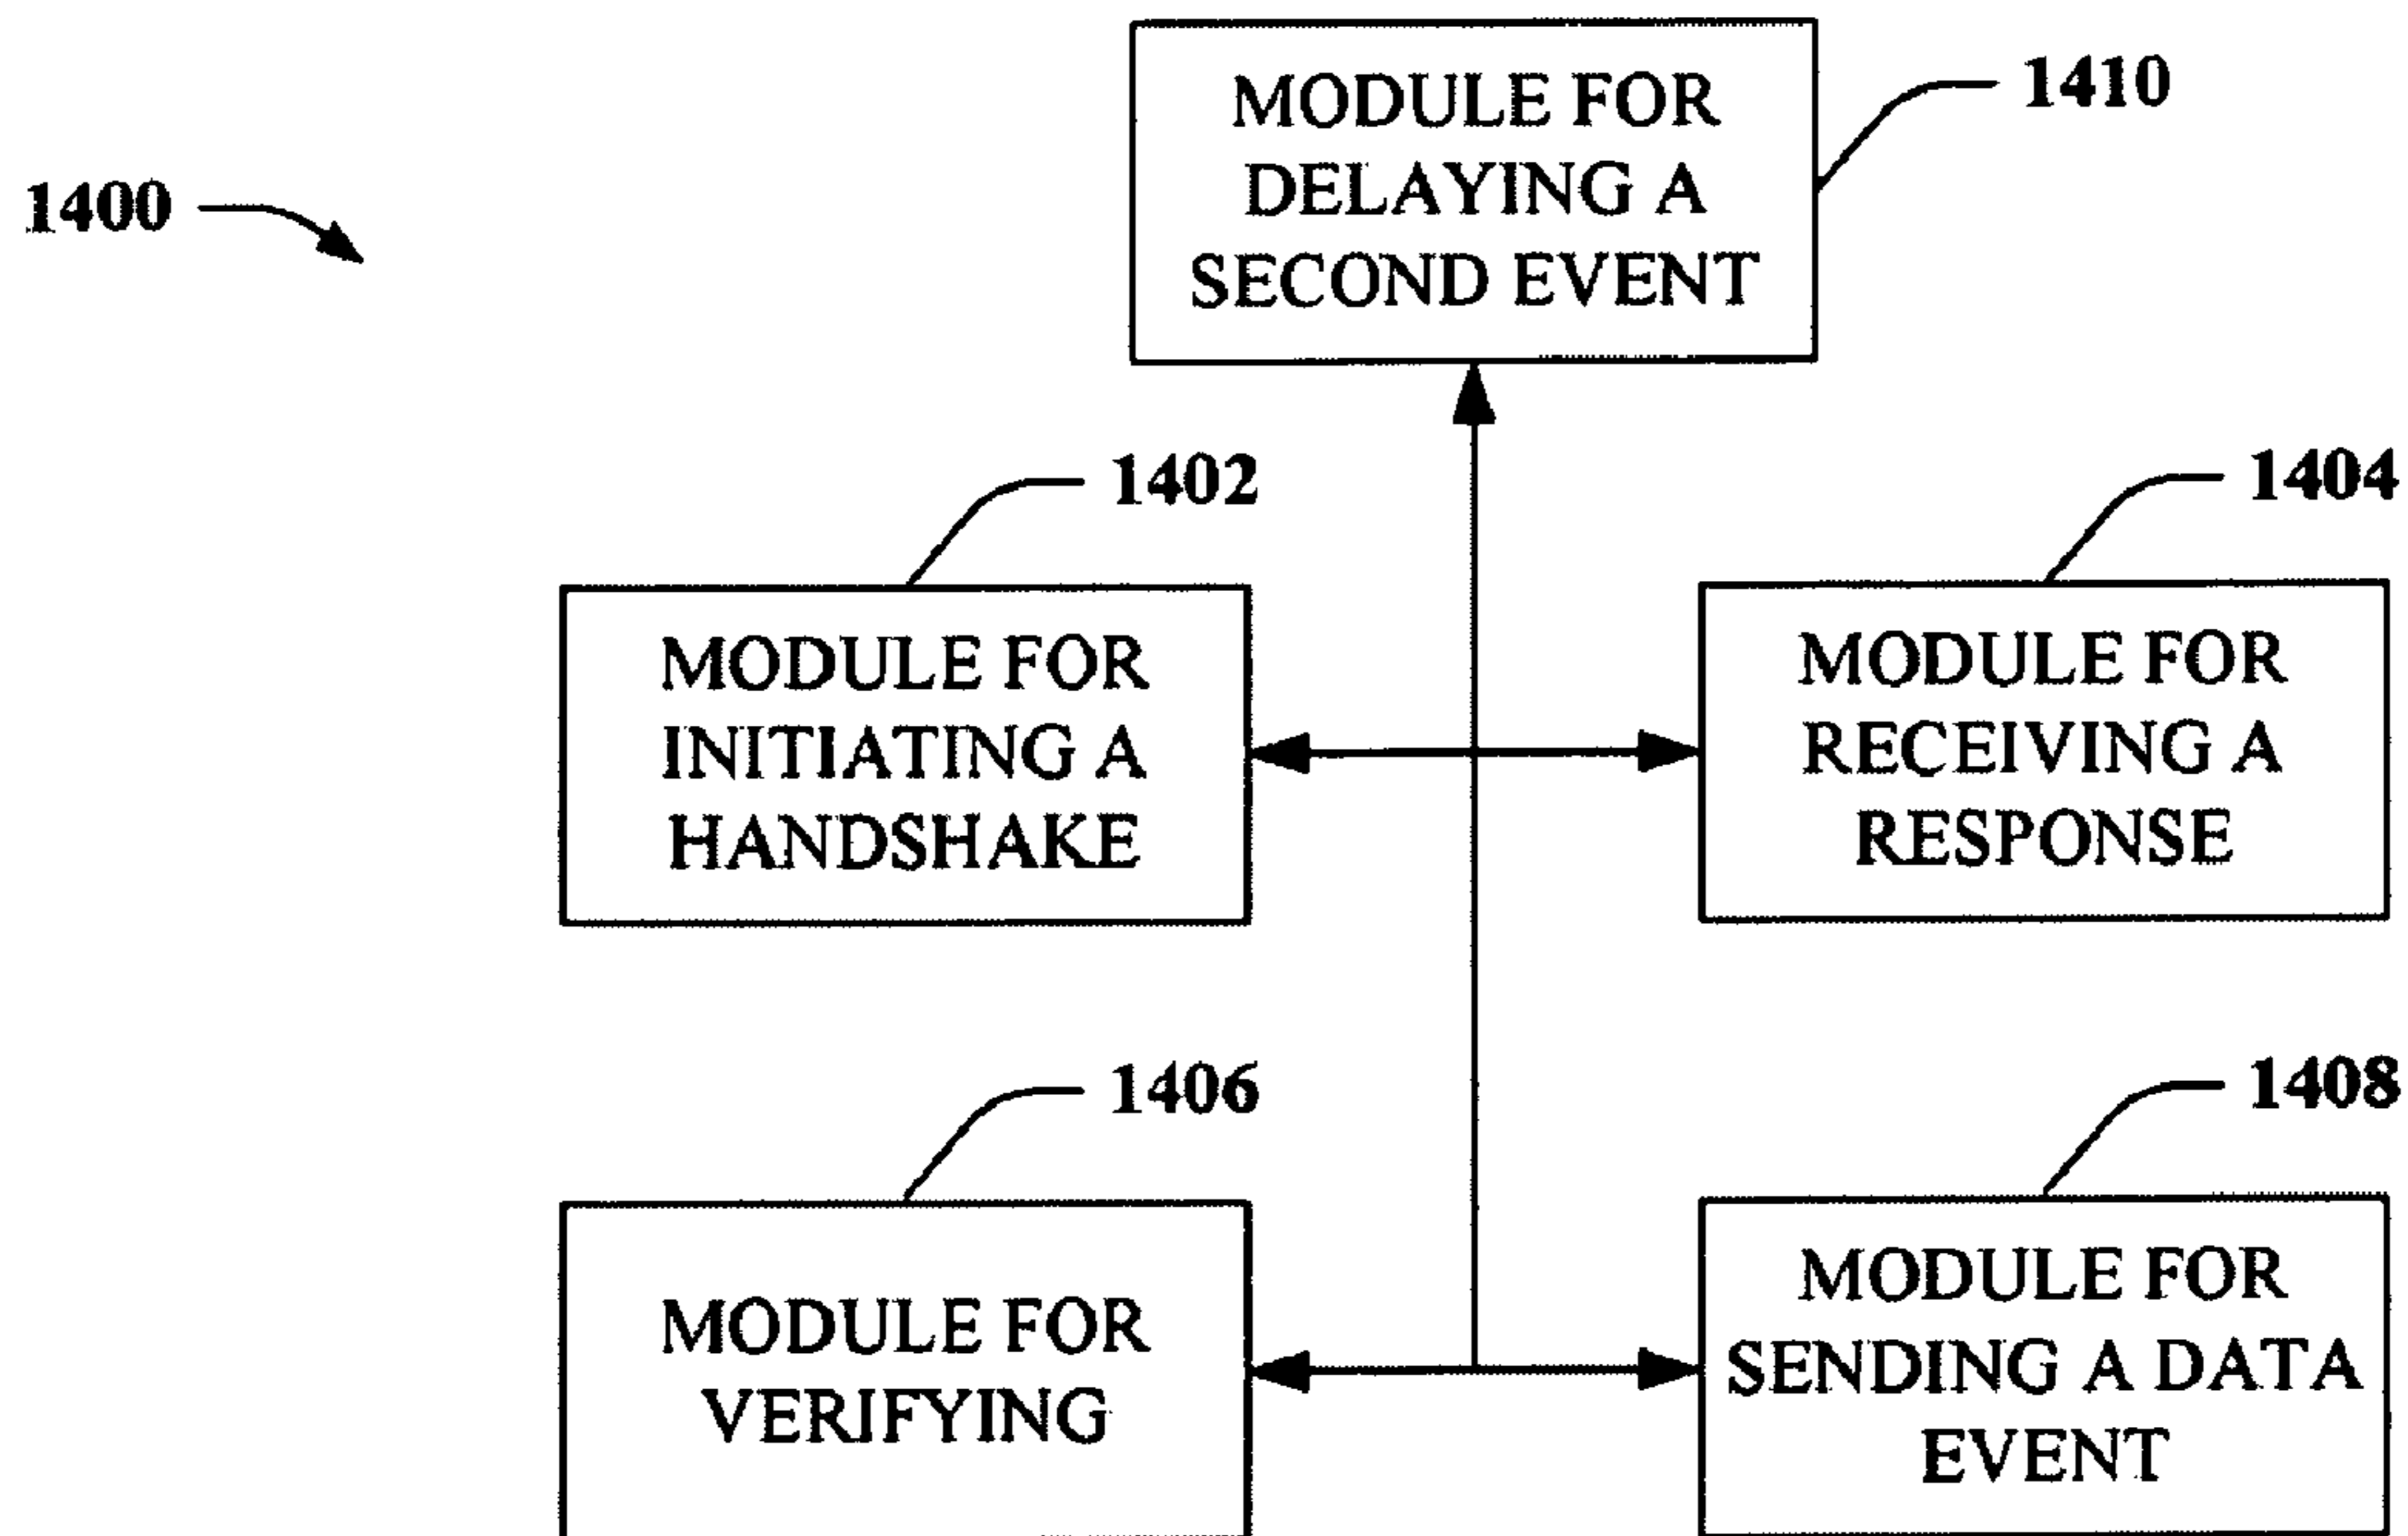 MODULE FOR
DELAYING A
SECOND EVENT
1410
1400
1402
1404
MODULE FOR
INITIATING A
HANDSHAKE
MODULE FOR
RECEIVING A
RESPONSE
1406
1408
MODULE FOR
VERIFYING
MODULE FOR
SENDING A DATA
EVENT